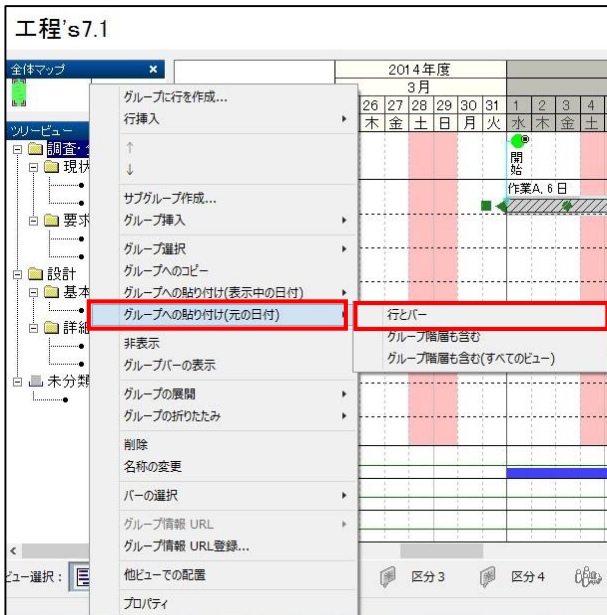 工程's7.1
全体マップ
×
2014年度
3月
26 27 28 29 30 31 1 2 3 4
木 金 土 日 月 火 水 木 金 土
ツリービュー
調査・
現状
要求
設計
基本
詳細
未分類
グループに行を作成...
行挿入
↑
↓
サブグループ作成...
グループ挿入
グループ選択
グループへのコピー
グループへの貼り付け(表示中の日付)
グループへの貼り付け(元の日付)
非表示
グループバーの表示
グループの展開
グループの折りたたみ
削除
名称の変更
バーの選択
グループ情報 URL
グループ情報 URL登録...
他ビューでの配置
プロパティ
行とバー
グループ階層も含む
グループ階層も含む(すべてのビュー)
開始
作業A, 6 日
ビュー選択:
区分3
区分4